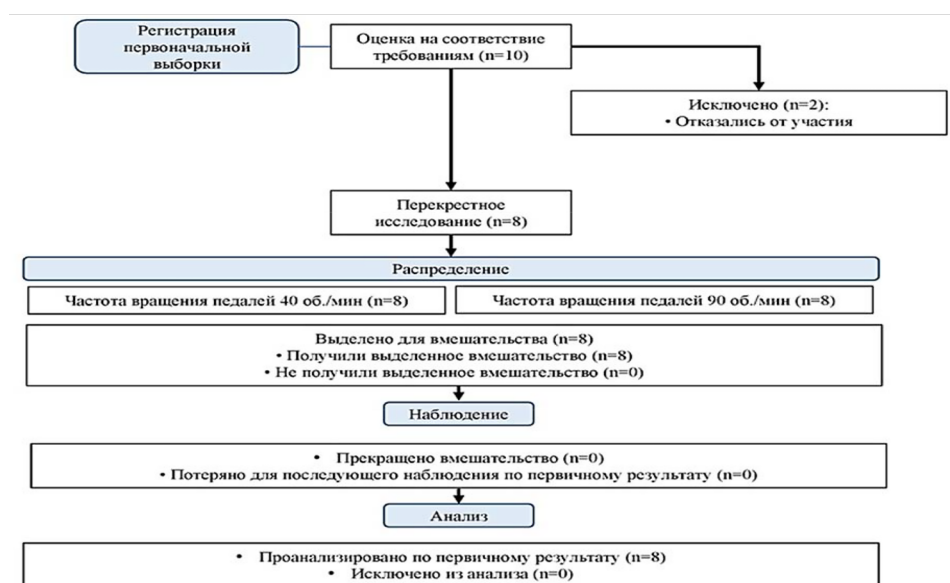 Регистрация
первоначальной
выборки
Оценка на соответствие
требованиям (n=10)
Исключено (n=2):
• Отказались от участия
Перекрестное
исследование (n=8)
Распределение
Частота вращения педалей 40 об./мин (n=8)
Частота вращения педалей 90 об./мин (n=8)
Выделено для вмешательства (n=8)
• Получили выделенное вмешательство (n=8)
• Не получили выделенное вмешательство (n=0)
Наблюдение
• Прекращено вмешательство (n=0)
• Потеряно для последующего наблюдения по первичному результату (n=0)
Анализ
• Проанализировано по первичному результату (n=8)
• Исключено из анализа (n=0)